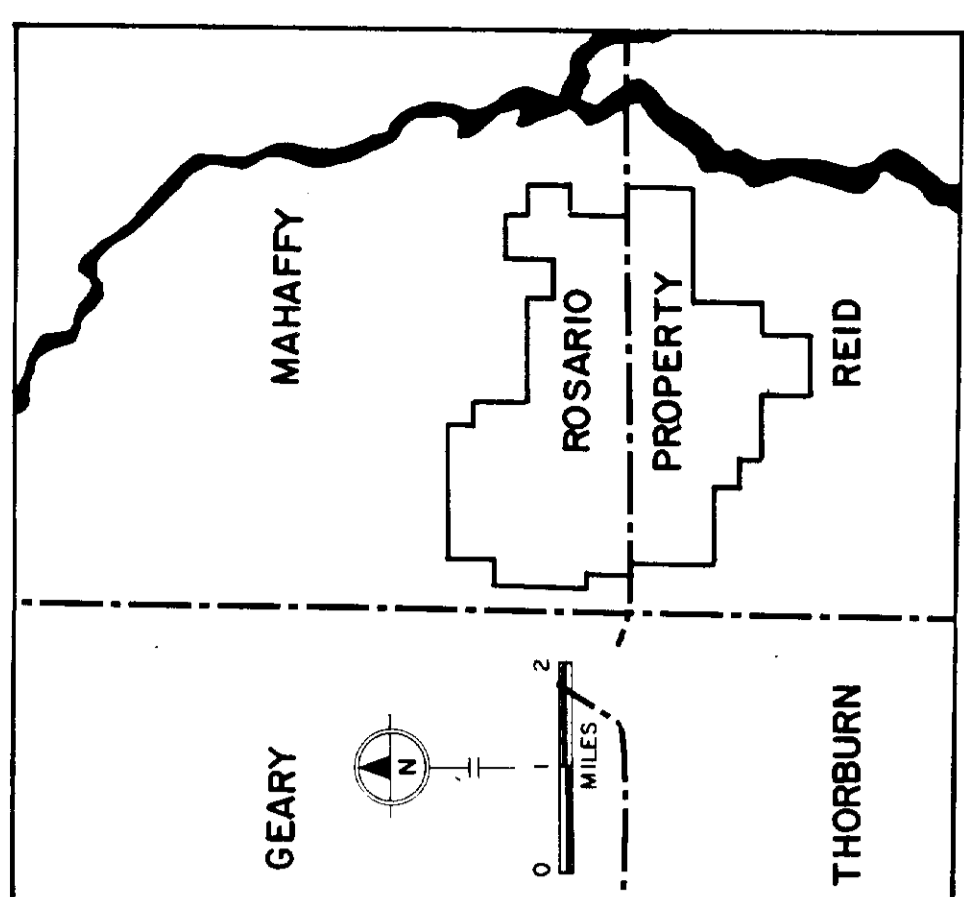 MAHAFFY
ROSARIO
PROPERTY
REID
GEARY
N
0 1 2
MILES
THORBURN